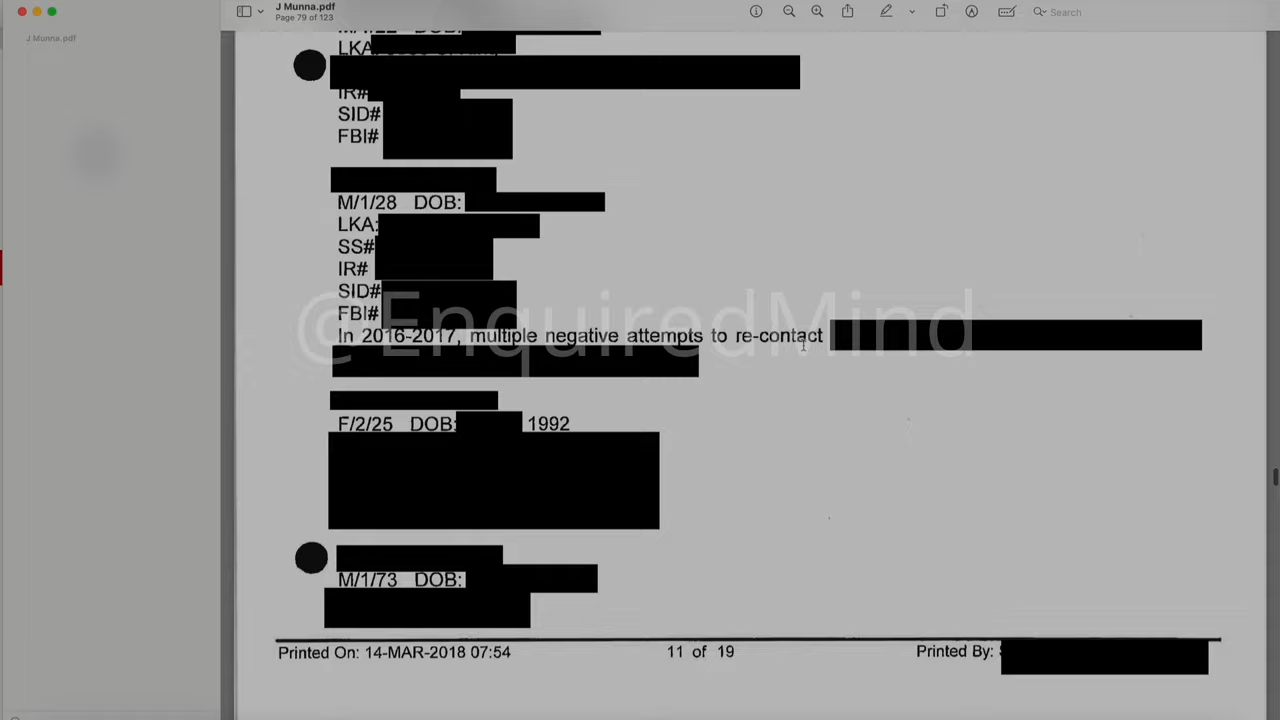 J Munna.pdf
Page 79 of 123
Search
J Munna.pdf
LKA
IR#
SID#
FBI#
M/1/28 DOB:
LKA:
SS#
IR#
SID#
FBI#
@EnquiredMind
In 2016-2017, multiple negative attempts to re-contact
F/2/25 DOB: 1992
M/1/73 DOB:
Printed On: 14-MAR-2018 07:54 11 of 19 Printed By: